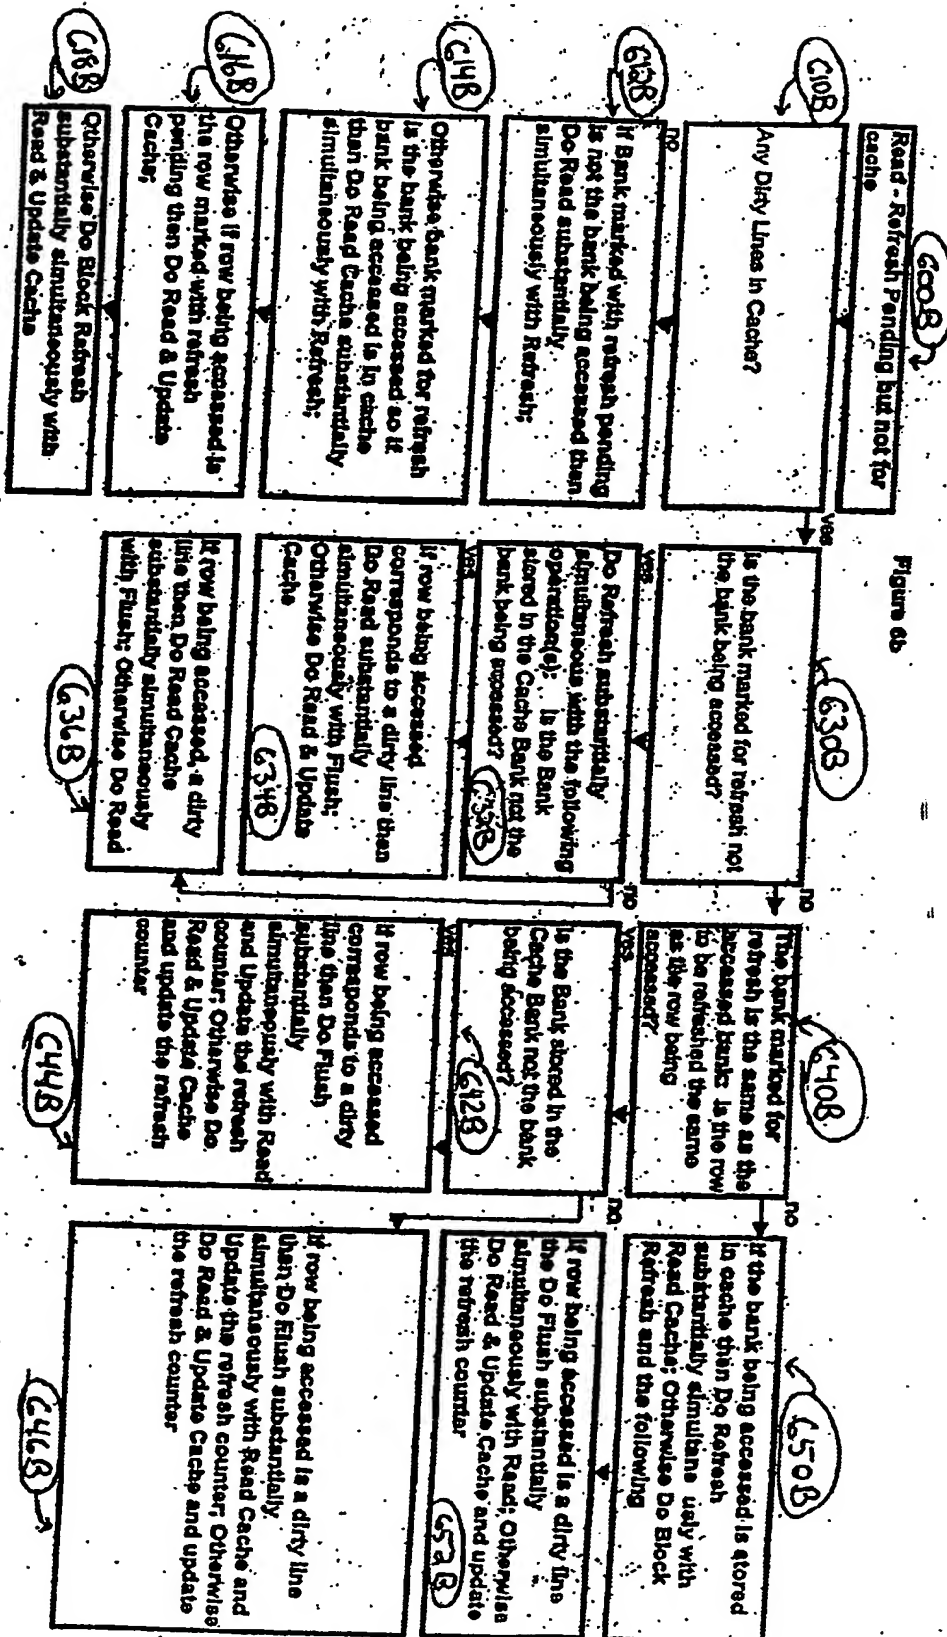 Figure 6b
600B
Read - Refresh Pending but not for
cache
610B
Any Dirty Lines in Cache?
yes
no
612B
If Bank marked with refresh pending
is not the bank being accessed then
Do Read substantially
simultaneously with Refresh;
614B
Otherwise bank marked for refresh
is the bank being accessed so if
bank being accessed is in cache
then Do Read Cache substantially
simultaneously with Refresh;
616B
Otherwise if row being accessed is
the row marked with refresh
pending then Do Read & Update
Cache;
618B
Otherwise Do Block Refresh
substantially simultaneously with
Read & Update Cache
630B
Is the bank marked for refresh not
the bank being accessed?
no
yes
Do Refresh substantially
simultaneous with the following
operation(s): Is the Bank
stored in the Cache Bank not the
bank being accessed?
632B
no
yes
If row being accessed
corresponds to a dirty line then
Do Read substantially
simultaneously with Flush;
Otherwise Do Read & Update
Cache
634B
If row being accessed, a dirty
line then Do Read Cache
substantially simultaneously
with Flush; Otherwise Do Read
636B
640B
The bank marked for
refresh is the same as the
accessed bank: Is the row
to be refreshed the same
as the row being
accessed?
no
yes
Is the Bank stored in the
Cache Bank not the bank
being accessed?
642B
no
yes
If row being accessed
corresponds to a dirty
line then Do Flush
substantially
simultaneously with Read
and Update the refresh
counter; Otherwise Do
Read & Update Cache
and update the refresh
counter
644B
650B
If the bank being accessed is stored
in cache then Do Refresh
substantially simultane usly with
Read Cache; Otherwise Do Block
Refresh and the following
If row being accessed is a dirty line
the Do Flush substantially
simultaneously with Read; Otherwise
Do Read & Update Cache and update
the refresh counter
652B
If row being accessed is a dirty line
then Do Flush substantially
simultaneously with Read Cache and
Update the refresh counter; Otherwise
Do Read & Update Cache and update
the refresh counter
646B